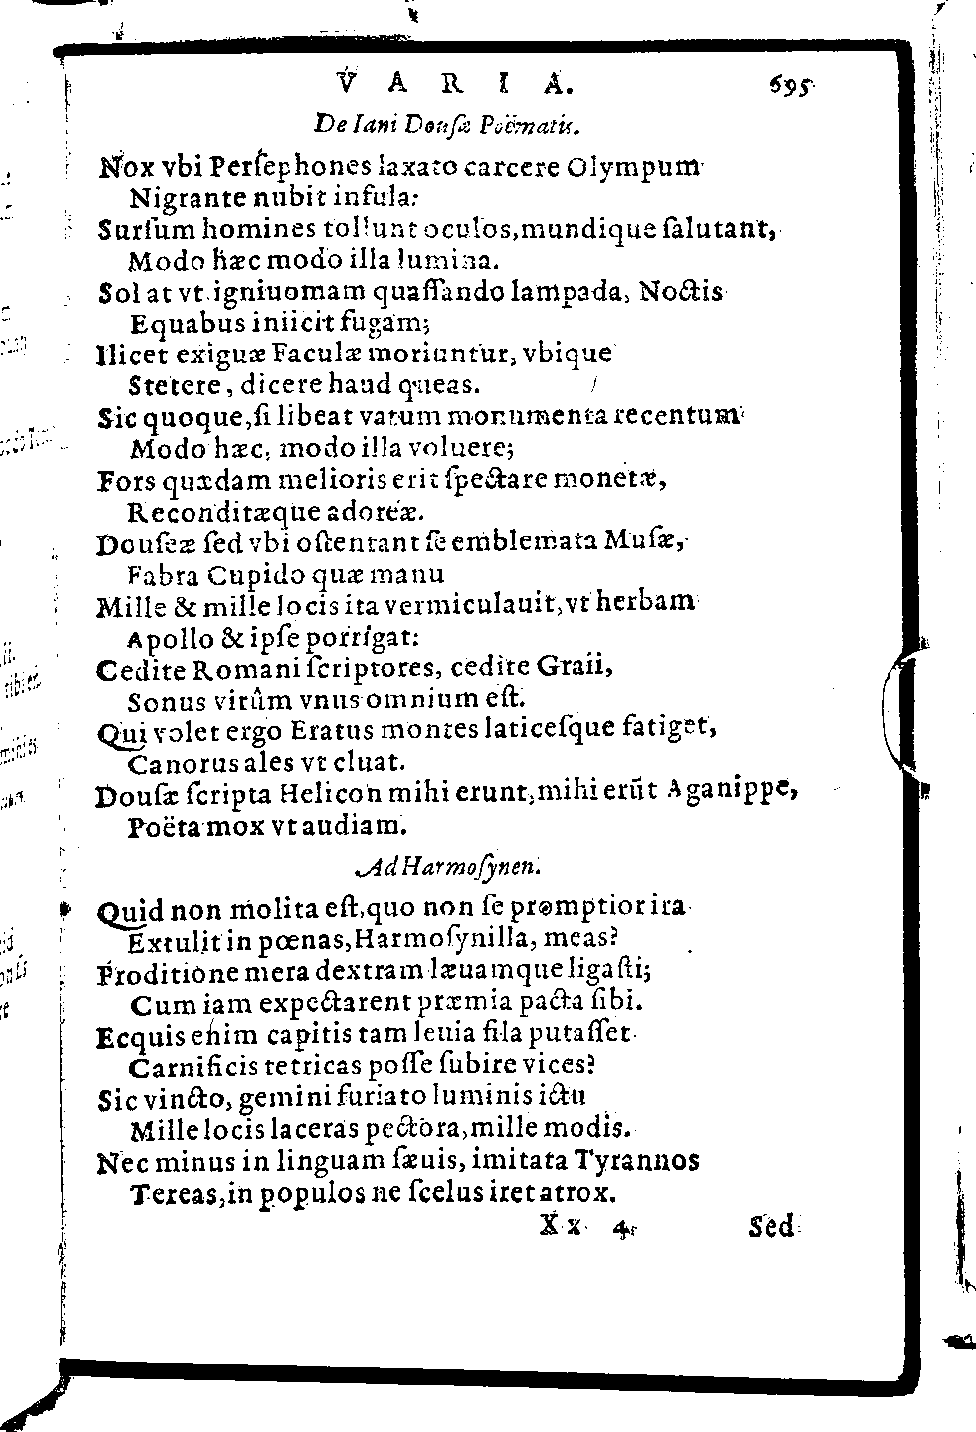 VARIA. 695
De Iani Dousæ Poëmatis.
Nox vbi Perſephones laxato carcere Olympum
Nigrante nubit infula:
Surſum homines tollunt oculos, mundique ſalutant,
Modo hæc modo illa lumina.
Sol at vt igniuomam quaſſando lampada, Noctis
Equabus iniicit fugam;
Ilicet exiguæ Faculæ moriuntur, vbique
Stetere, dicere haud queas.
Sic quoque, ſi libeat vatum monumenta recentum
Modo hæc, modo illa voluere;
Fors quædam melioris erit ſpectare monetæ,
Reconditæque adoreæ.
Douſeæ ſed vbi oſtentant ſe emblemata Muſæ,
Fabra Cupido quæ manu
Mille & mille locis ita vermiculauit, vt herbam
Apollo & ipſe porrigat:
Cedite Romani ſcriptores, cedite Graii,
Sonus virûm vnus omnium eſt.
Qui volet ergo Eratus montes laticeſque fatiget,
Canorus ales vt cluat.
Douſæ ſcripta Helicon mihi erunt, mihi erūt Aganippe,
Poëta mox vt audiam.
Ad Harmoſynen.
Quid non molita eſt, quo non ſe promptior ira
Extulit in pœnas, Harmoſynilla, meas?
Proditione mera dextram læuamque ligaſti;
Cum iam expectarent præmia pacta ſibi.
Ecquis enim capitis tam leuia fila putaſſet
Carnificis tetricas poſſe ſubire vices?
Sic vincto, gemini furiato luminis ictu
Mille locis laceras pectora, mille modis.
Nec minus in linguam ſæuis, imitata Tyrannos
Tereas, in populos ne ſcelus iret atrox.
Xx 4 Sed